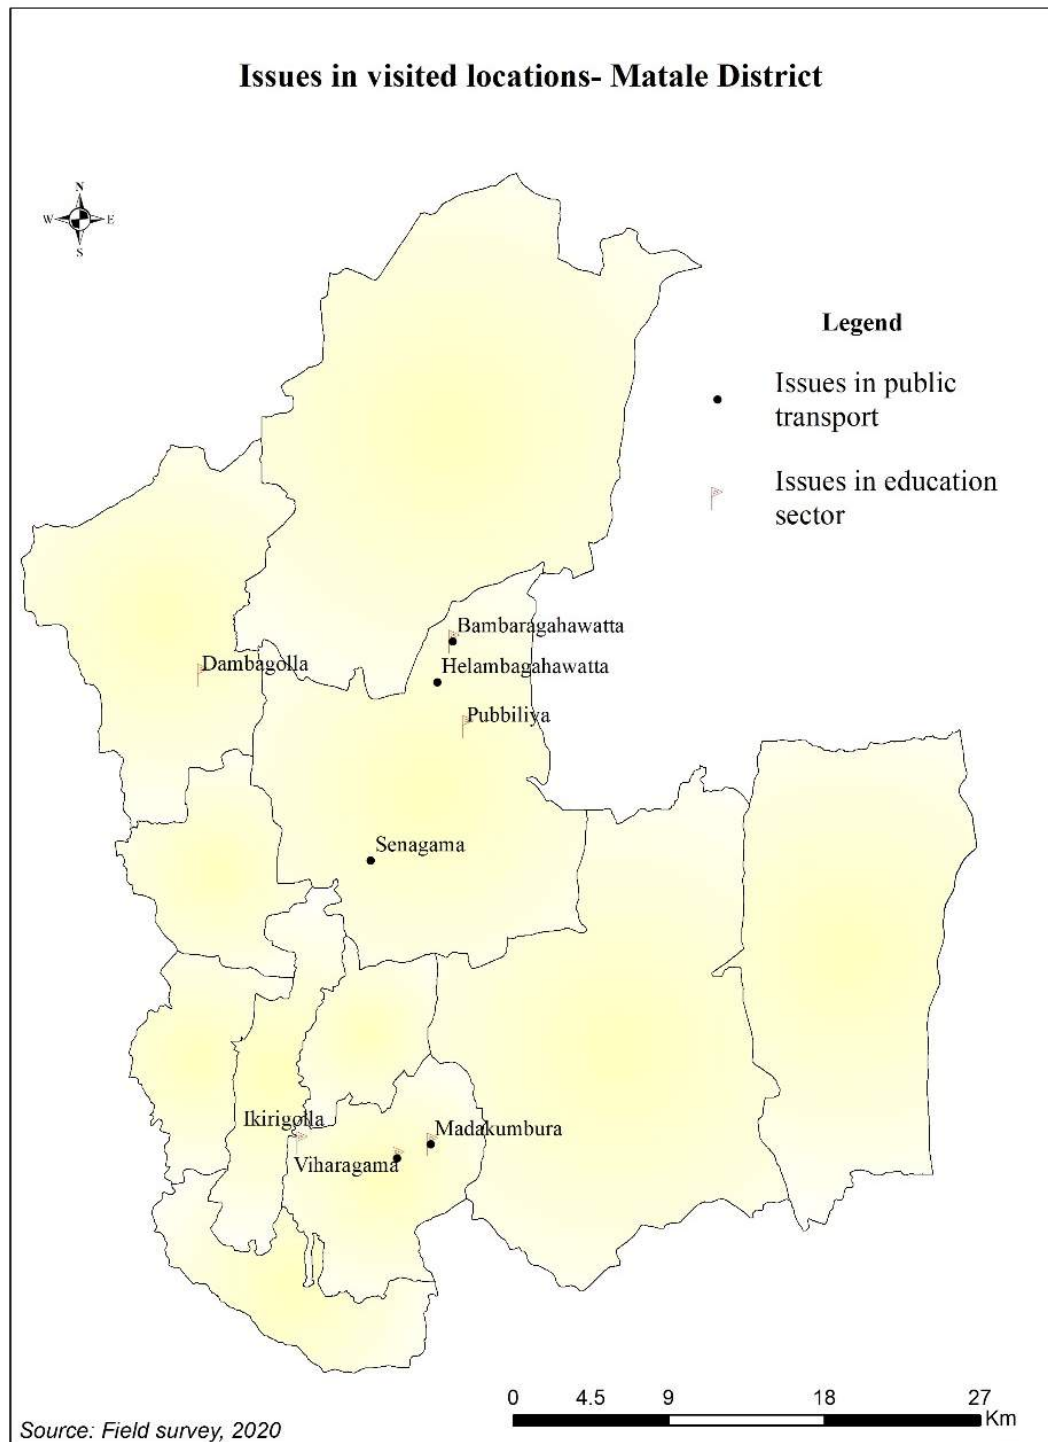 Issues in visited locations- Matale District
N
W E
S
Legend
Issues in public
transport
Issues in education
sector
Bambaragahawatta
Dambagolla
Helambagahawatta
Pubbiliya
Senagama
Ikirigolla
Madakumbura
Viharagama
0 4.5 9 18 27
Km
Source: Field survey, 2020